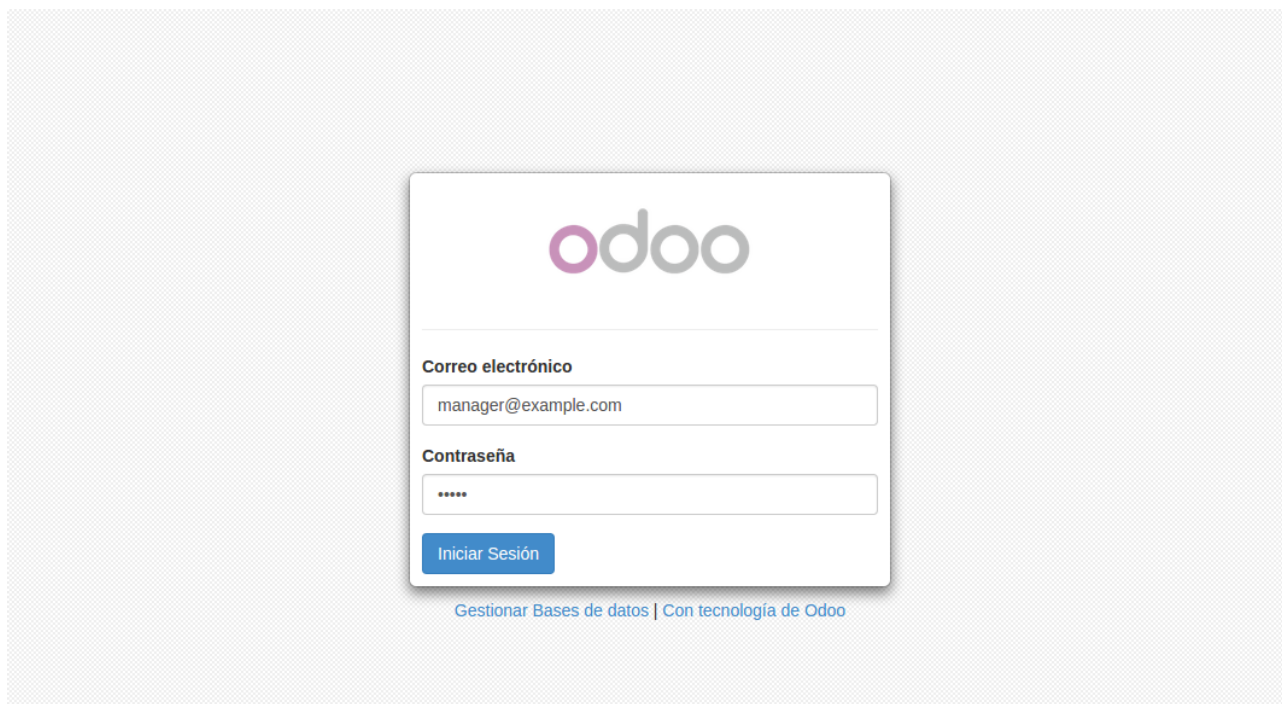 odoo
Correo electrónico
manager@example.com
Contraseña
•••••
Iniciar Sesión
Gestionar Bases de datos | Con tecnología de Odoo